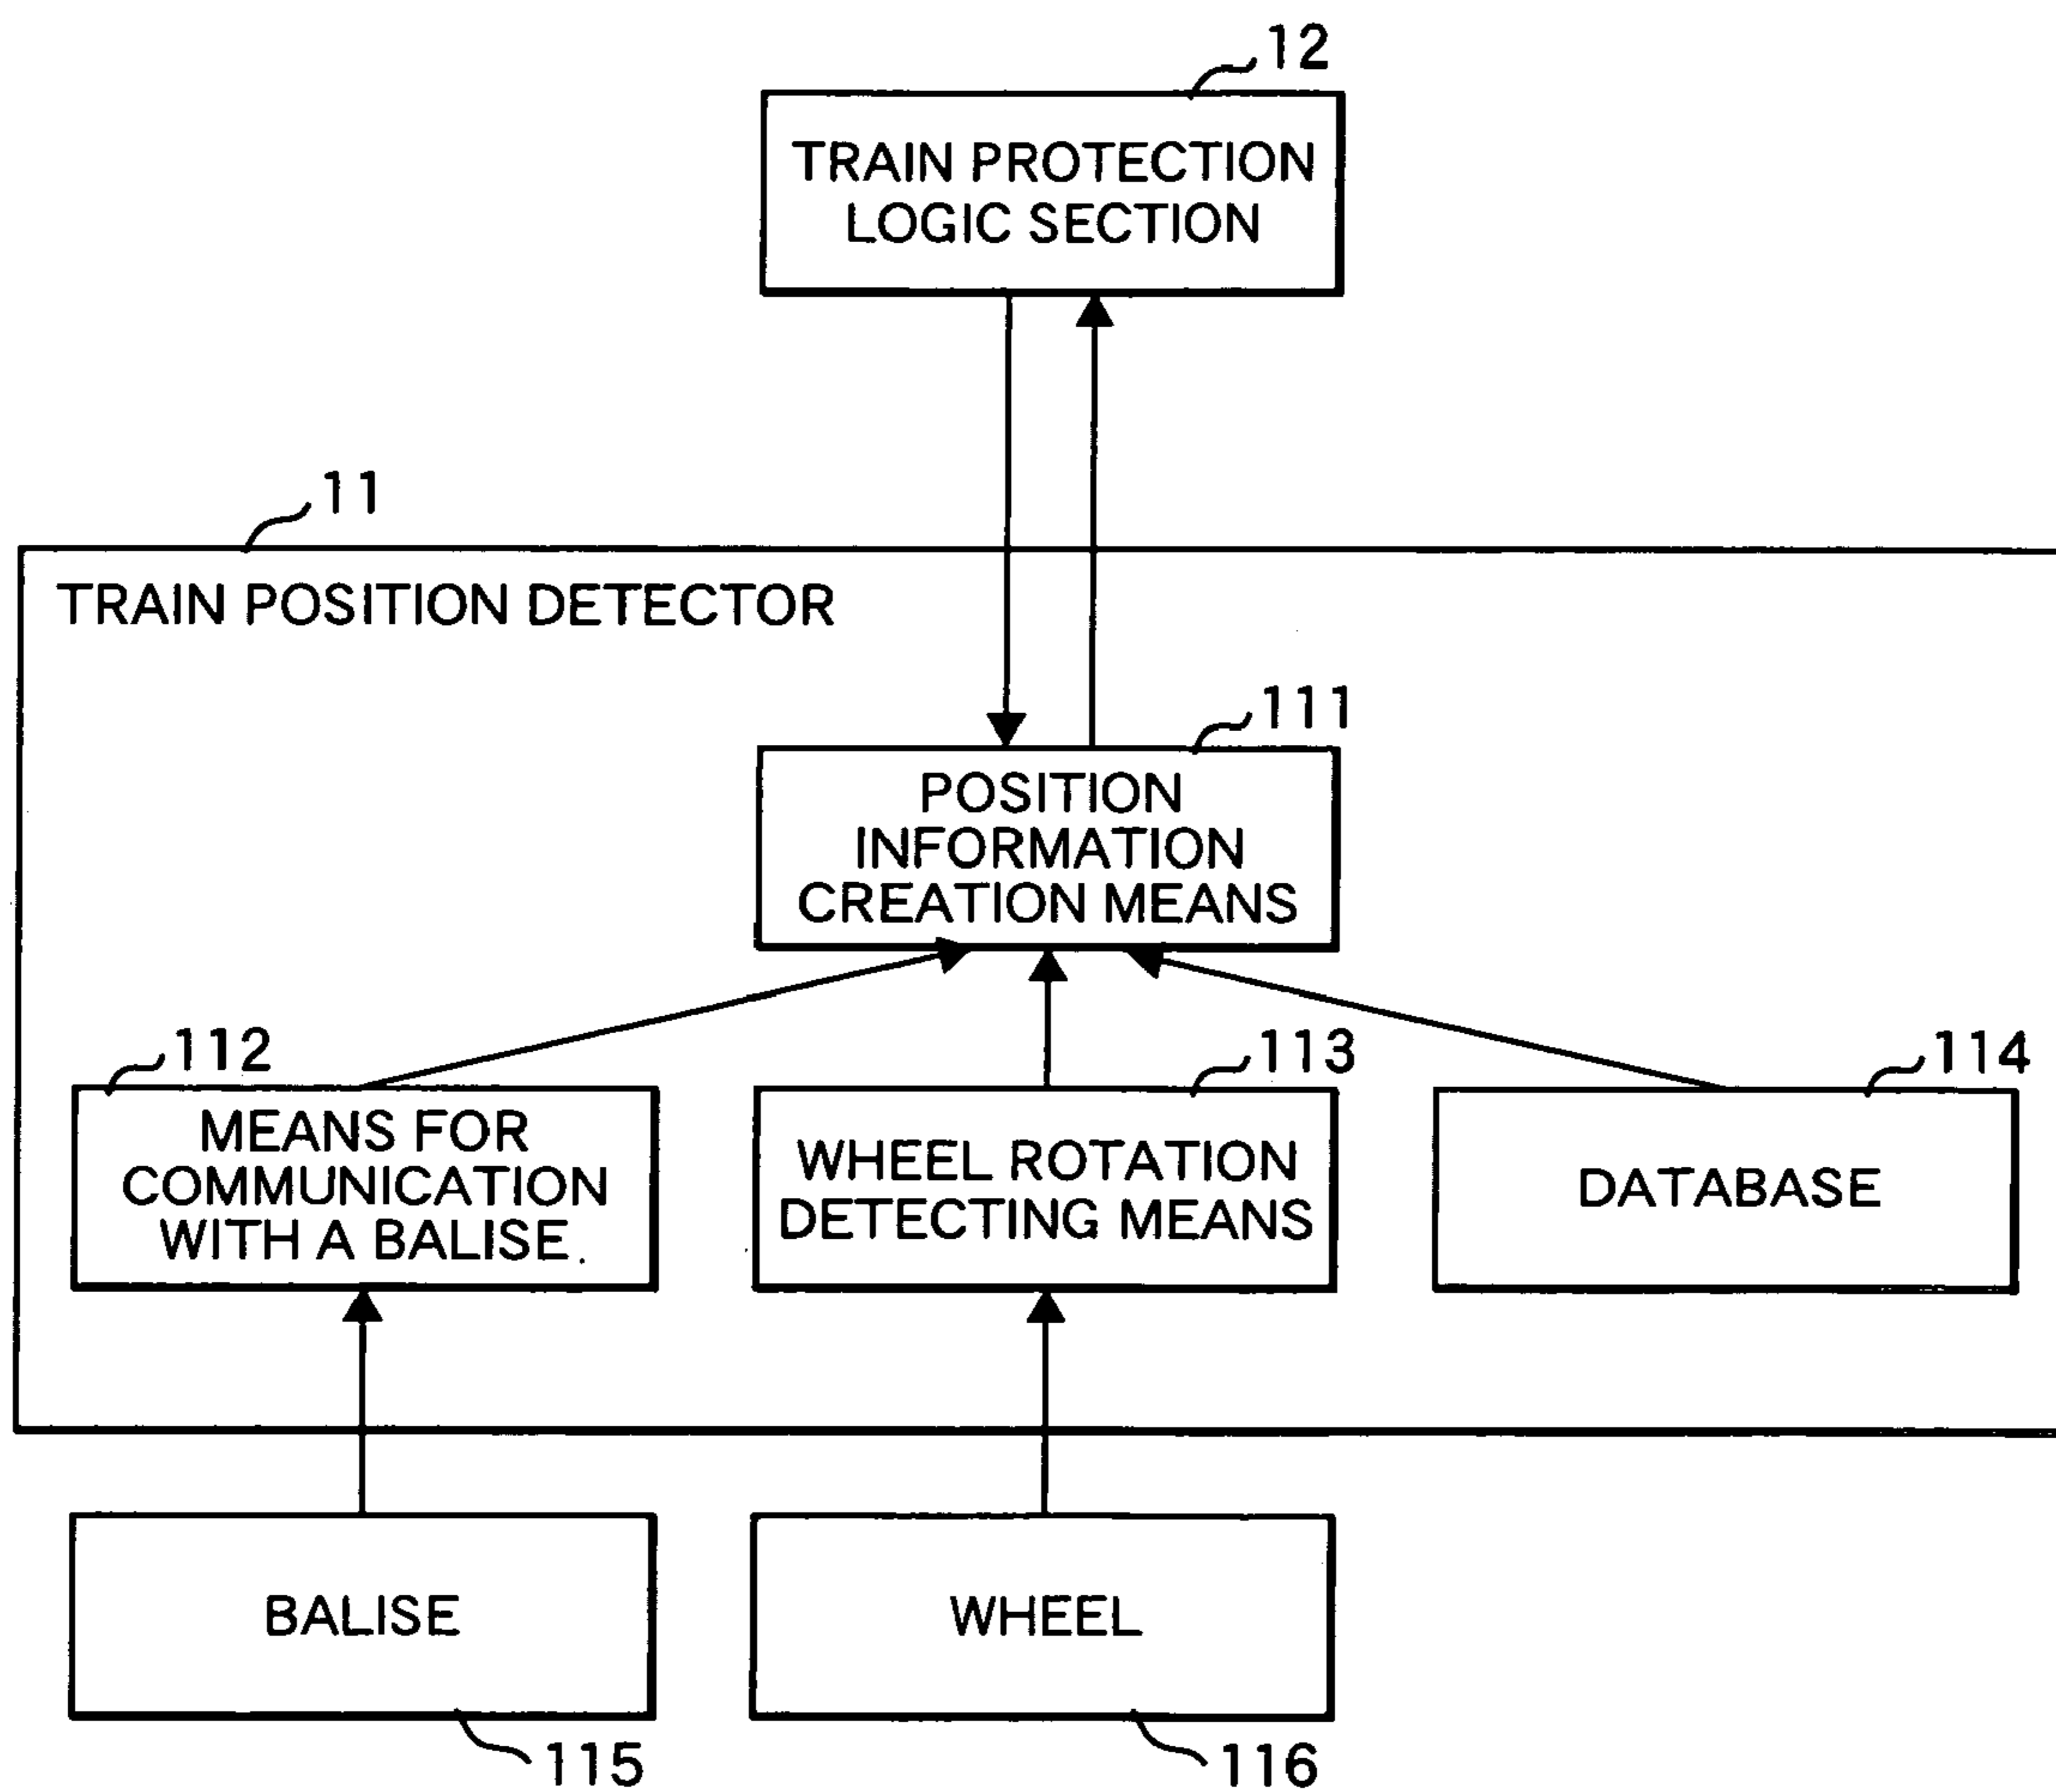 12
TRAIN PROTECTION
LOGIC SECTION
11
TRAIN POSITION DETECTOR
111
POSITION
INFORMATION
CREATION MEANS
112
MEANS FOR
COMMUNICATION
WITH A BALISE.
113
WHEEL ROTATION
DETECTING MEANS
114
DATABASE
BALISE
115
WHEEL
116